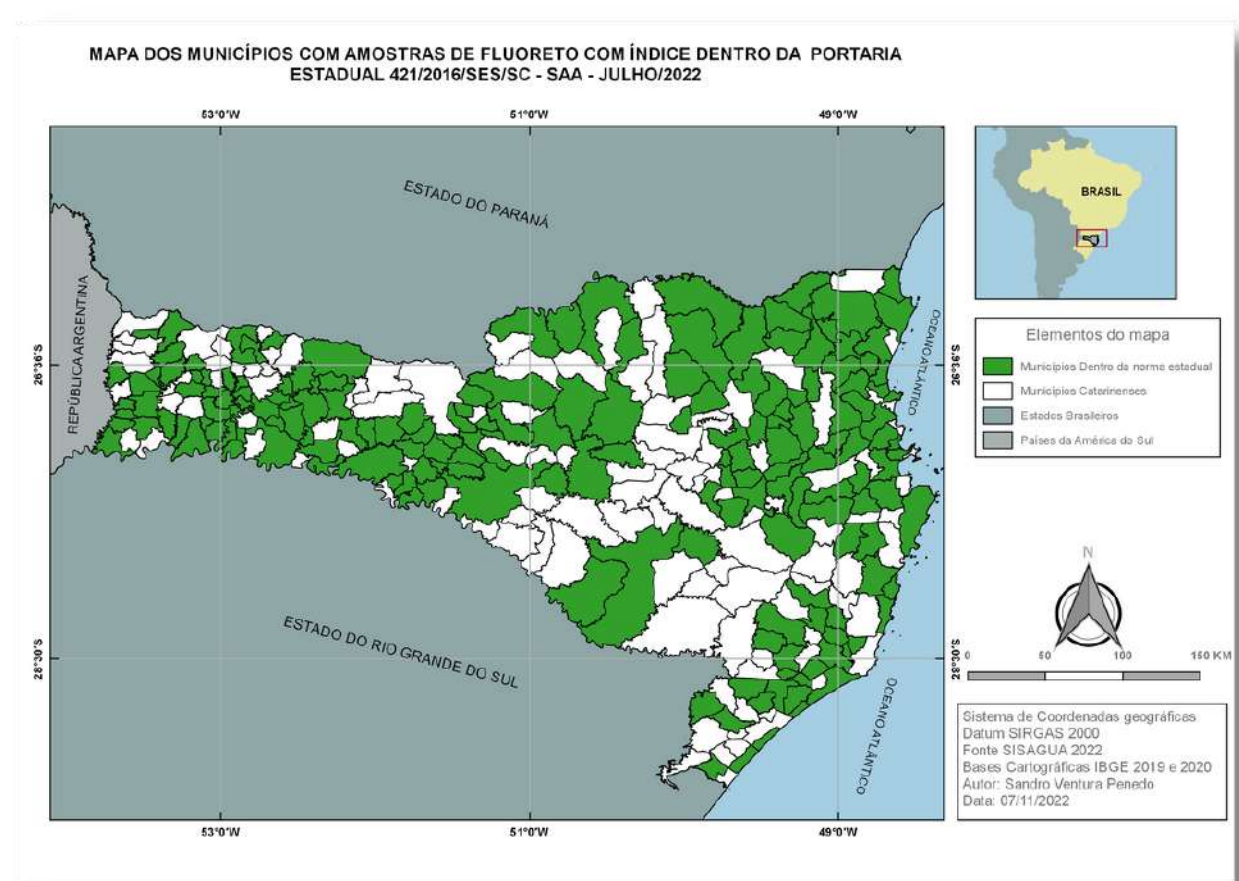 MAPA DOS MUNICÍPIOS COM AMOSTRAS DE FLUORETO COM ÍNDICE DENTRO DA PORTARIA
ESTADUAL 421/2016/SES/SC - SAA - JULHO/2022
53°0'W
51°0'W
49°0'W
ESTADO DO PARANÁ
REPÚBLICA ARGENTINA
OCEANO ATLÂNTICO
26°36'S
26°36'S
ESTADO DO RIO GRANDE DO SUL
OCEANO ATLÂNTICO
28°30'S
28°30'S
53°0'W
51°0'W
49°0'W
BRASIL
Elementos do mapa
Municípios Dentro da norma estadual
Municípios Catarinenses
Estados Brasileiros
Países da América do Sul
N
0 50 100 150 KM
Sistema de Coordenadas geográficas
Datum SIRGAS 2000
Fonte SISAGUA 2022
Bases Cartográficas IBGE 2019 e 2020
Autor: Sandro Ventura Penedo
Data: 07/11/2022